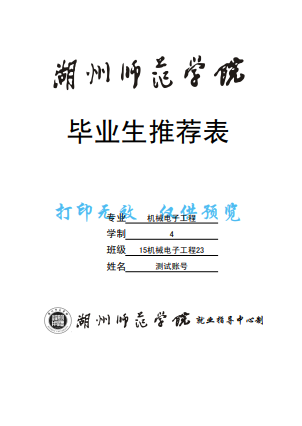 湖州师范学院
毕业生推荐表
打印无效 仅供预览
专业 机械电子工程
学制 4
班级 15机械电子工程23
姓名 测试账号
湖州师范学院 就业指导中心制